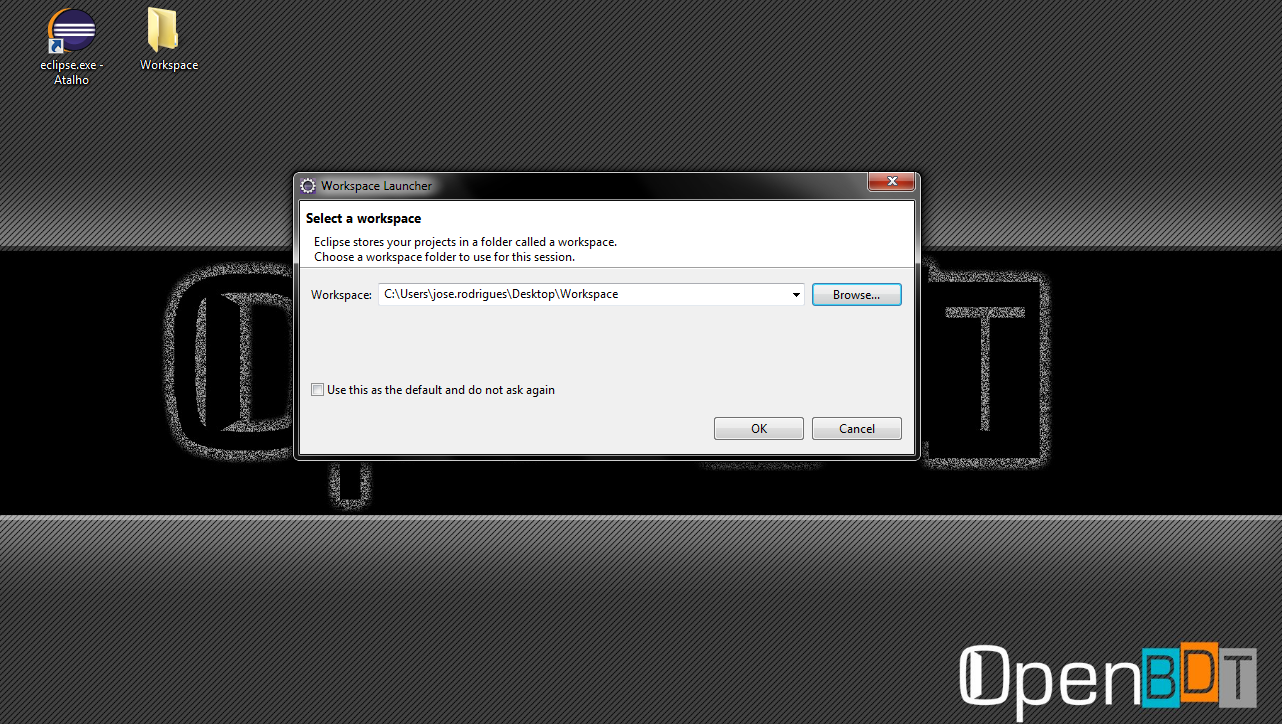 eclipse.exe -
Atalho
Workspace
Workspace Launcher
Select a workspace
Eclipse stores your projects in a folder called a workspace.
Choose a workspace folder to use for this session.
Workspace: C:\Users\jose.rodrigues\Desktop\Workspace Browse...
Use this as the default and do not ask again
OK Cancel
OpenBDT